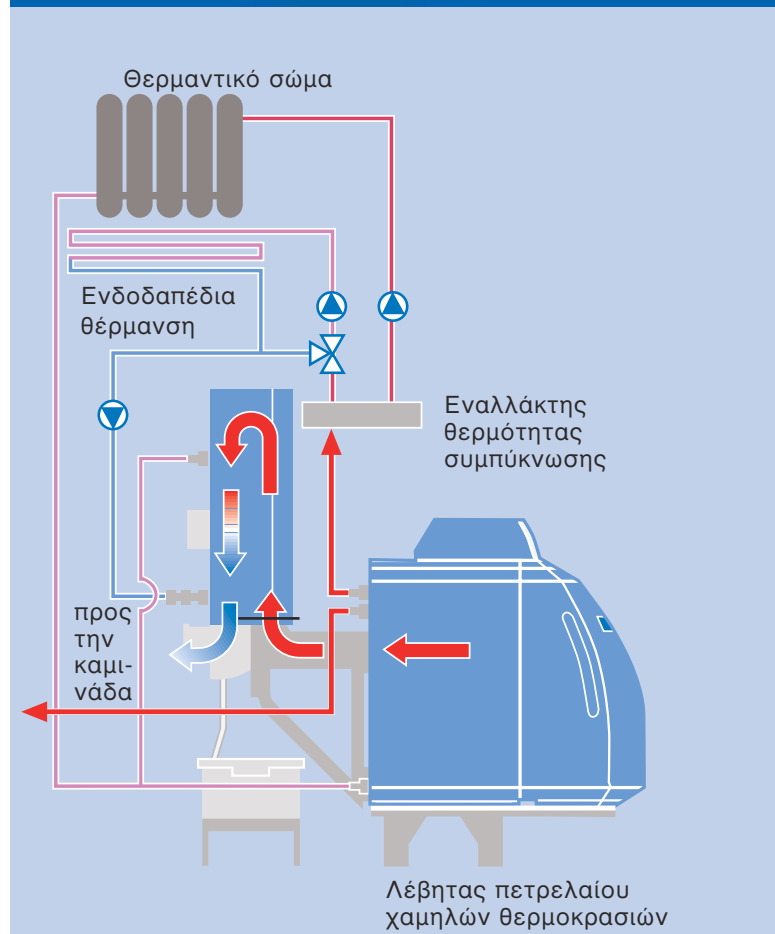 Θερμαντικό σώμα
Ενδοδαπέδια
θέρμανση
Εναλλάκτης
θερμότητας
συμπύκνωσης
προς
την
καμι-
νάδα
Λέβητας πετρελαίου
χαμηλών θερμοκρασιών